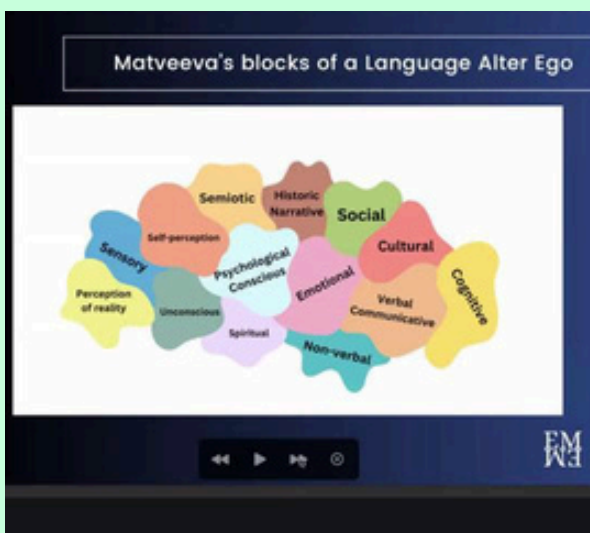 Matveeva's blocks of a Language Alter Ego
Semiotic
Historic
Narrative
Social
Self-perception
Cultural
Sensory
Psychological
Conscious
Emotional
Cognitive
Perception
of reality
Unconscious
Verbal
Communicative
Spiritual
Non-verbal
EM